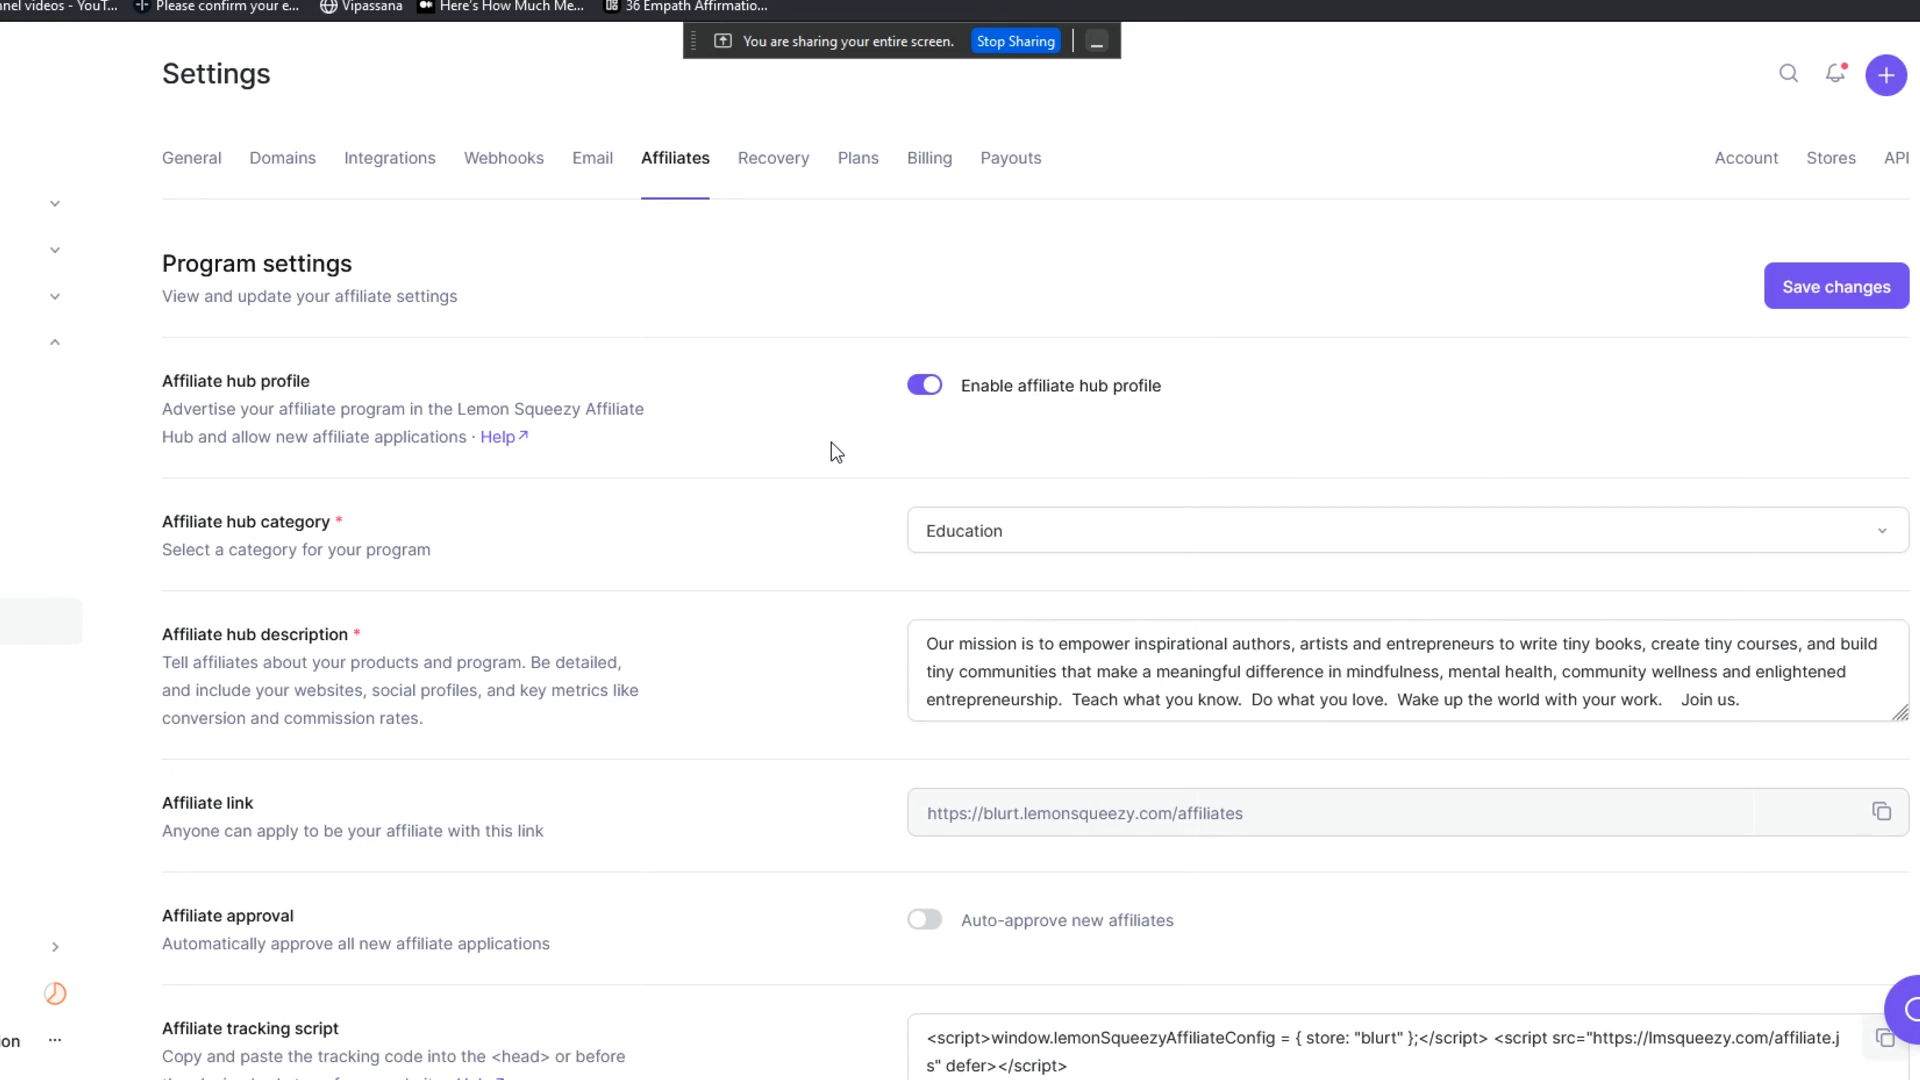 nnel videos - YouT...
Please confirm your e...
Vipassana
Here's How Much Me...
36 Empath Affirmatio...
You are sharing your entire screen.
Stop Sharing
Settings
General
Domains
Integrations
Webhooks
Email
Affiliates
Recovery
Plans
Billing
Payouts
Account
Stores
API
Program settings
View and update your affiliate settings
Save changes
Affiliate hub profile
Advertise your affiliate program in the Lemon Squeezy Affiliate
Hub and allow new affiliate applications · Help↗
Enable affiliate hub profile
Affiliate hub category *
Select a category for your program
Education
Affiliate hub description *
Tell affiliates about your products and program. Be detailed,
and include your websites, social profiles, and key metrics like
conversion and commission rates.
Our mission is to empower inspirational authors, artists and entrepreneurs to write tiny books, create tiny courses, and build
tiny communities that make a meaningful difference in mindfulness, mental health, community wellness and enlightened
entrepreneurship.  Teach what you know.  Do what you love.  Wake up the world with your work.    Join us.
Affiliate link
Anyone can apply to be your affiliate with this link
https://blurt.lemonsqueezy.com/affiliates
Affiliate approval
Automatically approve all new affiliate applications
Auto-approve new affiliates
ion
...
Affiliate tracking script
Copy and paste the tracking code into the <head> or before
<script>window.lemonSqueezyAffiliateConfig = { store: "blurt" };</script> <script src="https://lmsqueezy.com/affiliate.j
s" defer></script>